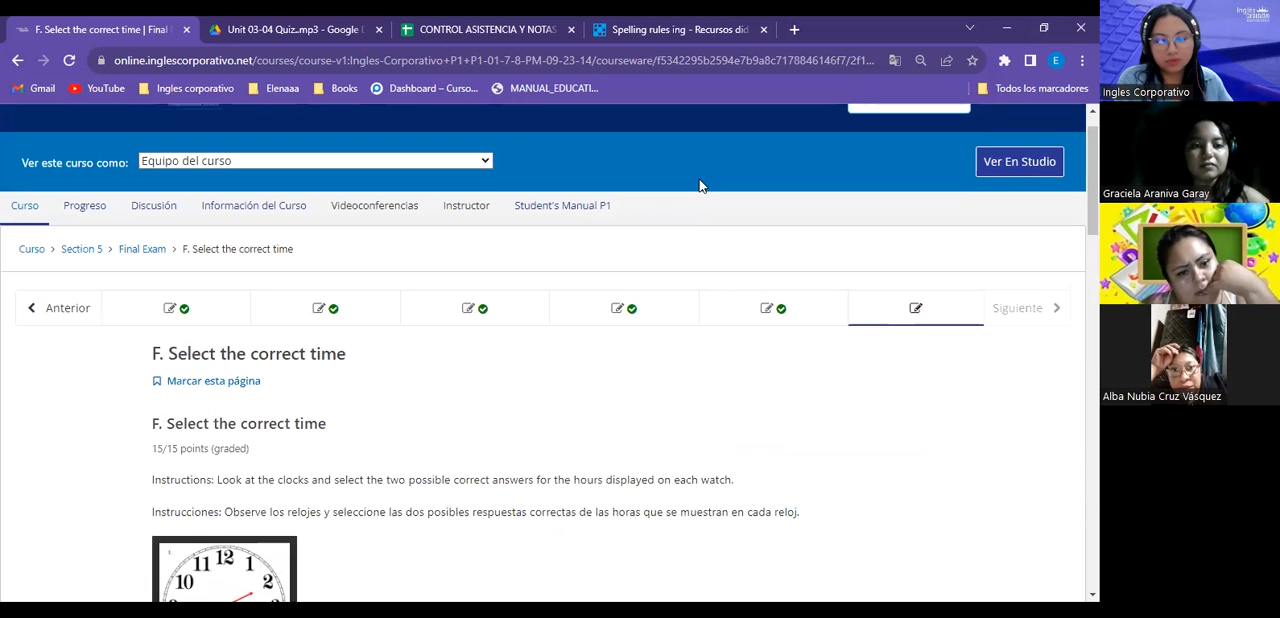 F. Select the correct time | Final
Unit 03-04 Quiz.mp3 - Google D
CONTROL ASISTENCIA Y NOTAS
Spelling rules ing - Recursos did
online.inglescorporativo.net/courses/course-v1:Ingles-Corporativo+P1+P1-01-7-8-PM-09-23-14/courseware/f5342295b2594e7b9a8c7178846146f7/2f1...
E
Gmail
YouTube
Ingles corporativo
Elenaaa
Books
Dashboard – Curso...
MANUAL_EDUCATI...
Todos los marcadores
Ver este curso como:
Equipo del curso
Ver En Studio
Curso
Progreso
Discusión
Información del Curso
Videoconferencias
Instructor
Student's Manual P1
Curso > Section 5 > Final Exam > F. Select the correct time
Anterior
Siguiente
F. Select the correct time
Marcar esta página
F. Select the correct time
15/15 points (graded)
Instructions: Look at the clocks and select the two possible correct answers for the hours displayed on each watch.
Instrucciones: Observe los relojes y seleccione las dos posibles respuestas correctas de las horas que se muestran en cada reloj.
11 12 1
10 2
Ingles Corporativo
Graciela Araniva Garay
Alba Nubia Cruz Vásquez